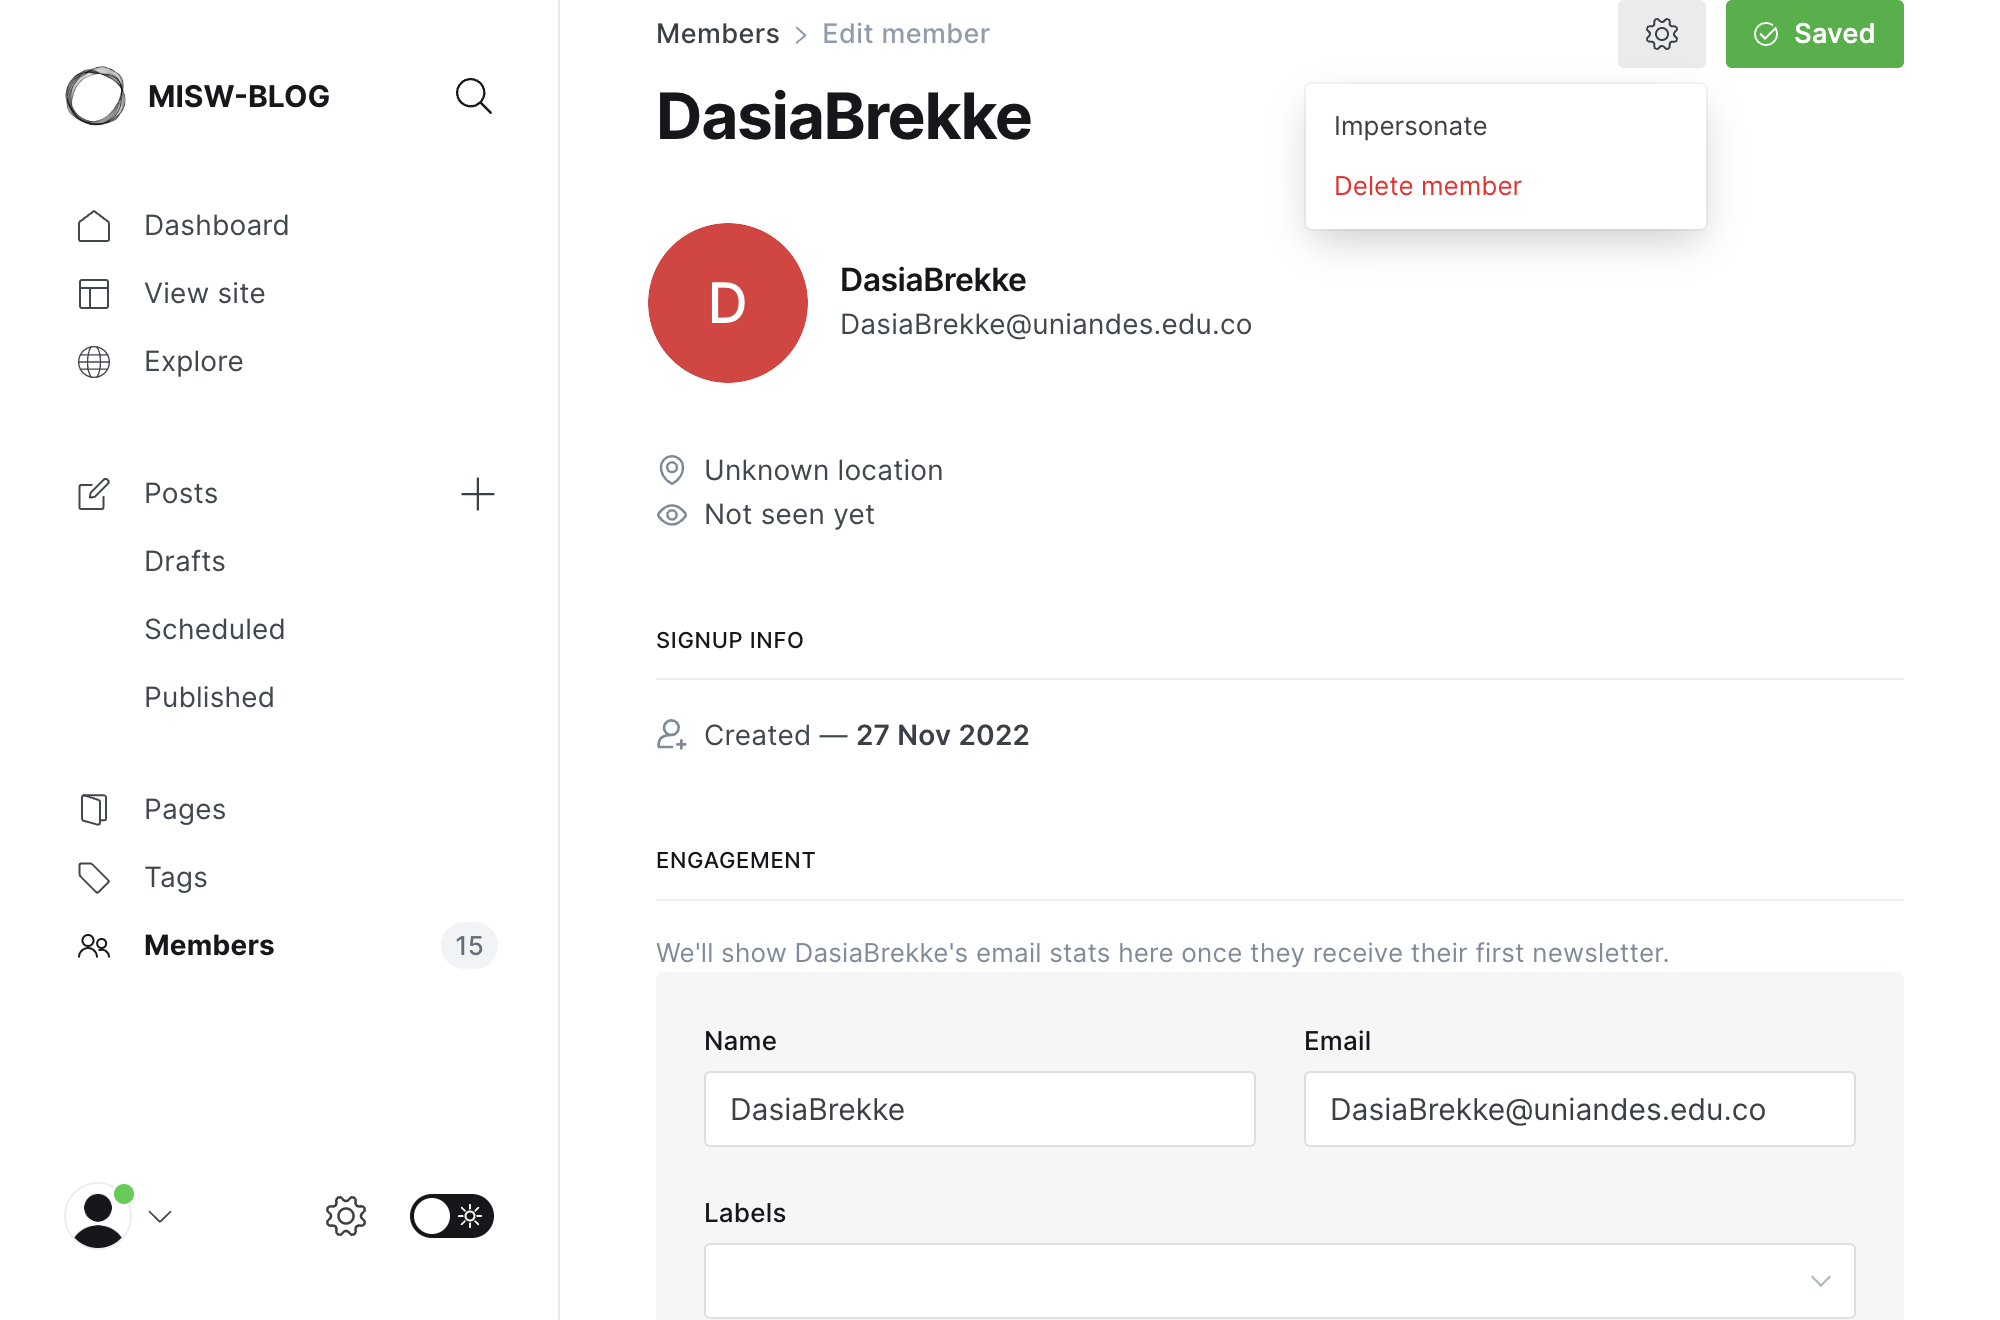 MISW-BLOG
Dashboard
View site
Explore
Posts
Drafts
Scheduled
Published
Pages
Tags
Members 15
Members > Edit member
Saved
DasiaBrekke
Impersonate
Delete member
D
DasiaBrekke
DasiaBrekke@uniandes.edu.co
Unknown location
Not seen yet
SIGNUP INFO
Created — 27 Nov 2022
ENGAGEMENT
We'll show DasiaBrekke's email stats here once they receive their first newsletter.
Name
DasiaBrekke
Email
DasiaBrekke@uniandes.edu.co
Labels